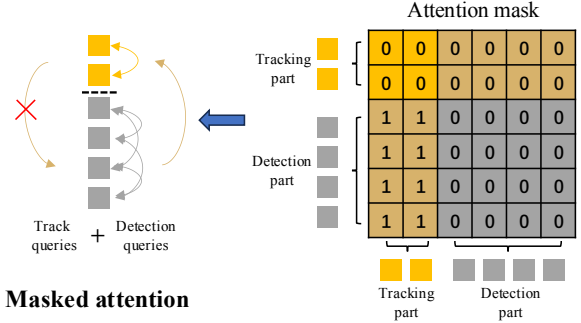 Attention mask
Tracking
part
0 0 0 0 0 0
0 0 0 0 0 0
1 1 0 0 0 0
1 1 0 0 0 0
1 1 0 0 0 0
1 1 0 0 0 0
Detection
part
Track
queries
+
Detection
queries
Tracking
part
Detection
part
Masked attention